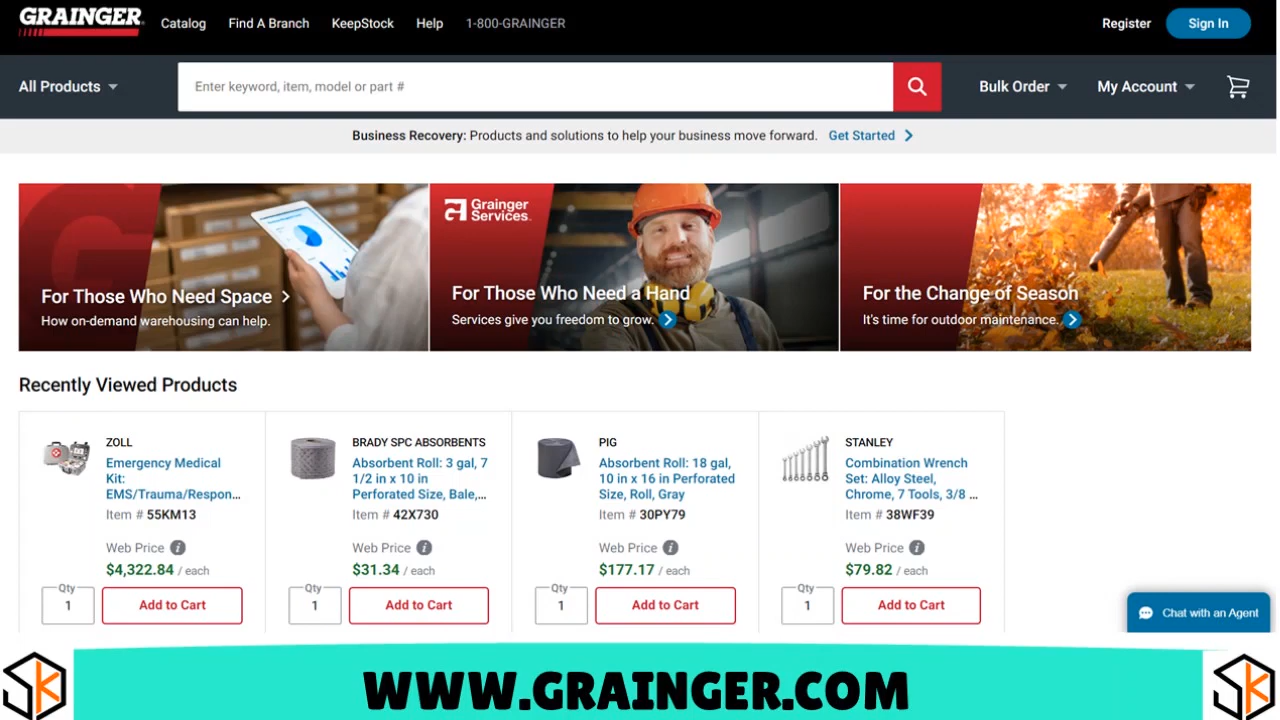 GRAINGER
Catalog
Find A Branch
KeepStock
Help
1-800-GRAINGER
Register
Sign In
All Products
Enter keyword, item, model or part #
Bulk Order
My Account
Business Recovery: Products and solutions to help your business move forward. Get Started
For Those Who Need Space
How on-demand warehousing can help.
Grainger
Services.
For Those Who Need a Hand
Services give you freedom to grow.
For the Change of Season
It's time for outdoor maintenance.
Recently Viewed Products
ZOLL
Emergency Medical
Kit:
EMS/Trauma/Respon...
Item # 55KM13
Web Price
$4,322.84 / each
Qty
1
Add to Cart
BRADY SPC ABSORBENTS
Absorbent Roll: 3 gal, 7
1/2 in x 10 in
Perforated Size, Bale,...
Item # 42X730
Web Price
$31.34 / each
Qty
1
Add to Cart
PIG
Absorbent Roll: 18 gal,
10 in x 16 in Perforated
Size, Roll, Gray
Item # 30PY79
Web Price
$177.17 / each
Qty
1
Add to Cart
STANLEY
Combination Wrench
Set: Alloy Steel,
Chrome, 7 Tools, 3/8 ...
Item # 38WF39
Web Price
$79.82 / each
Qty
1
Add to Cart
Chat with an Agent
SK
WWW.GRAINGER.COM
SK